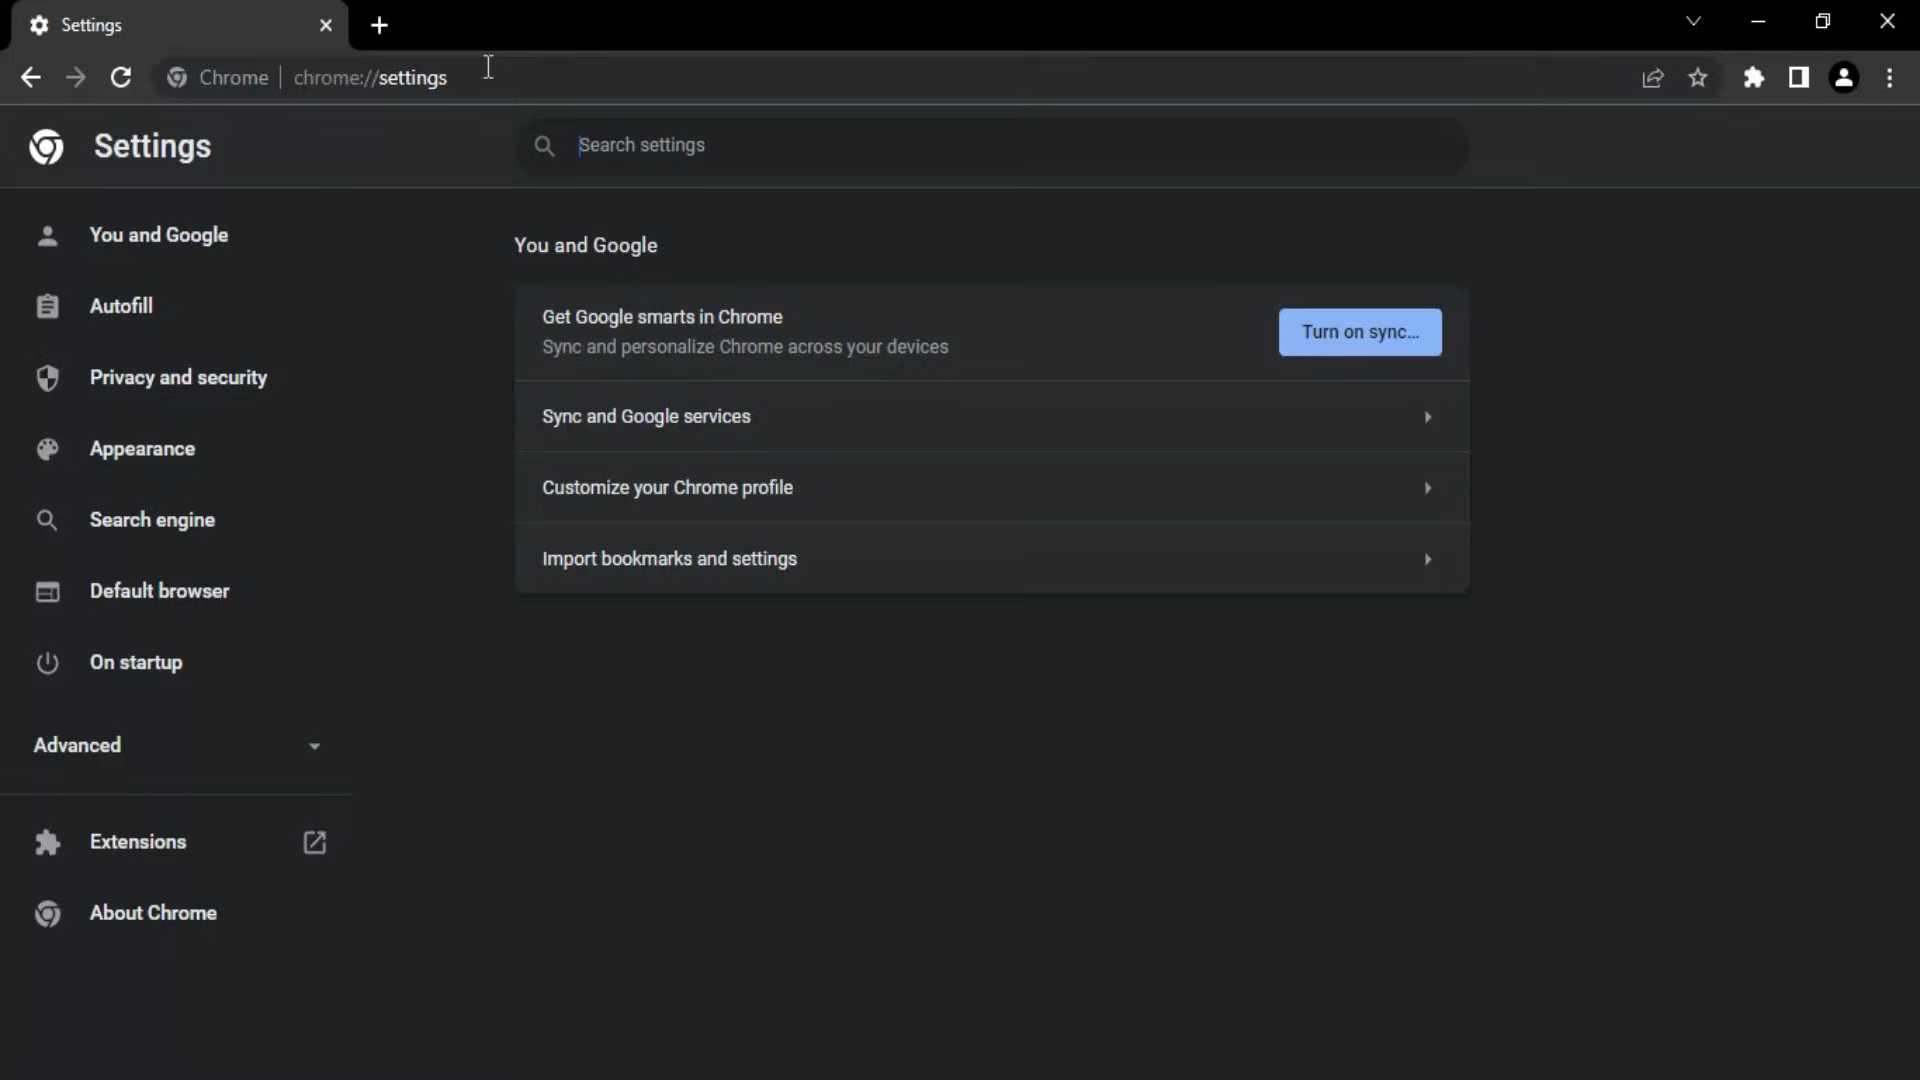 Settings
Chrome
chrome://settings
Settings
Search settings
You and Google
Autofill
Privacy and security
Appearance
Search engine
Default browser
On startup
Advanced
Extensions
About Chrome
You and Google
Get Google smarts in Chrome
Sync and personalize Chrome across your devices
Turn on sync...
Sync and Google services
Customize your Chrome profile
Import bookmarks and settings